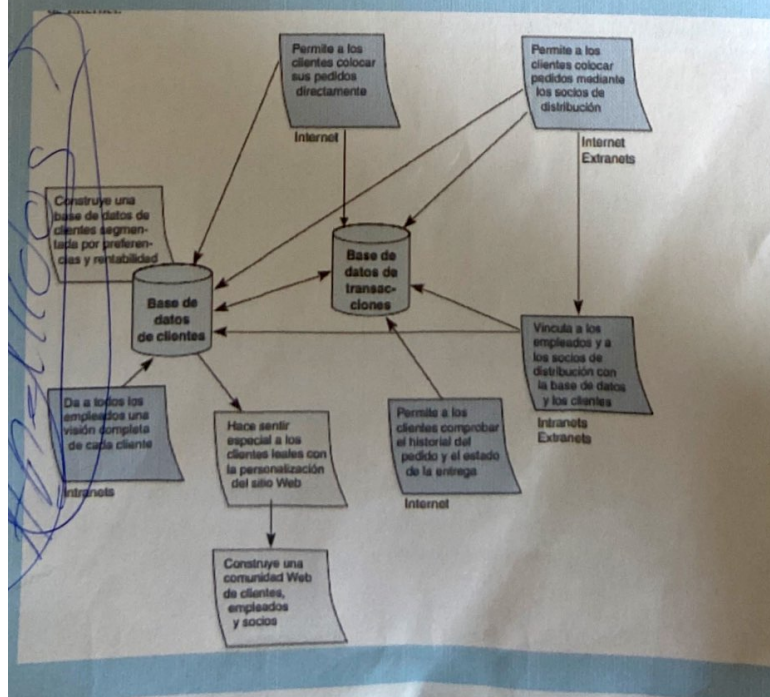 de Internet.
Permite a los
clientes colocar
sus pedidos
directamente
Internet
Permite a los
clientes colocar
pedidos mediante
los socios de
distribución
Internet
Extranets
Construye una
base de datos de
clientes segmen-
tada por preferen-
cias y rentabilidad
Base de
datos
de clientes
Base de
datos de
transac-
ciones
Vincula a los
empleados y a
los socios de
distribución con
la base de datos
y los clientes
Intranets
Extranets
Da a todos los
empleados una
visión completa
de cada cliente
Intranets
Hace sentir
especial a los
clientes leales con
la personalización
del sitio Web
Permite a los
clientes comprobar
el historial del
pedido y el estado
de la entrega
Internet
Construye una
comunidad Web
de clientes,
empleados
y socios